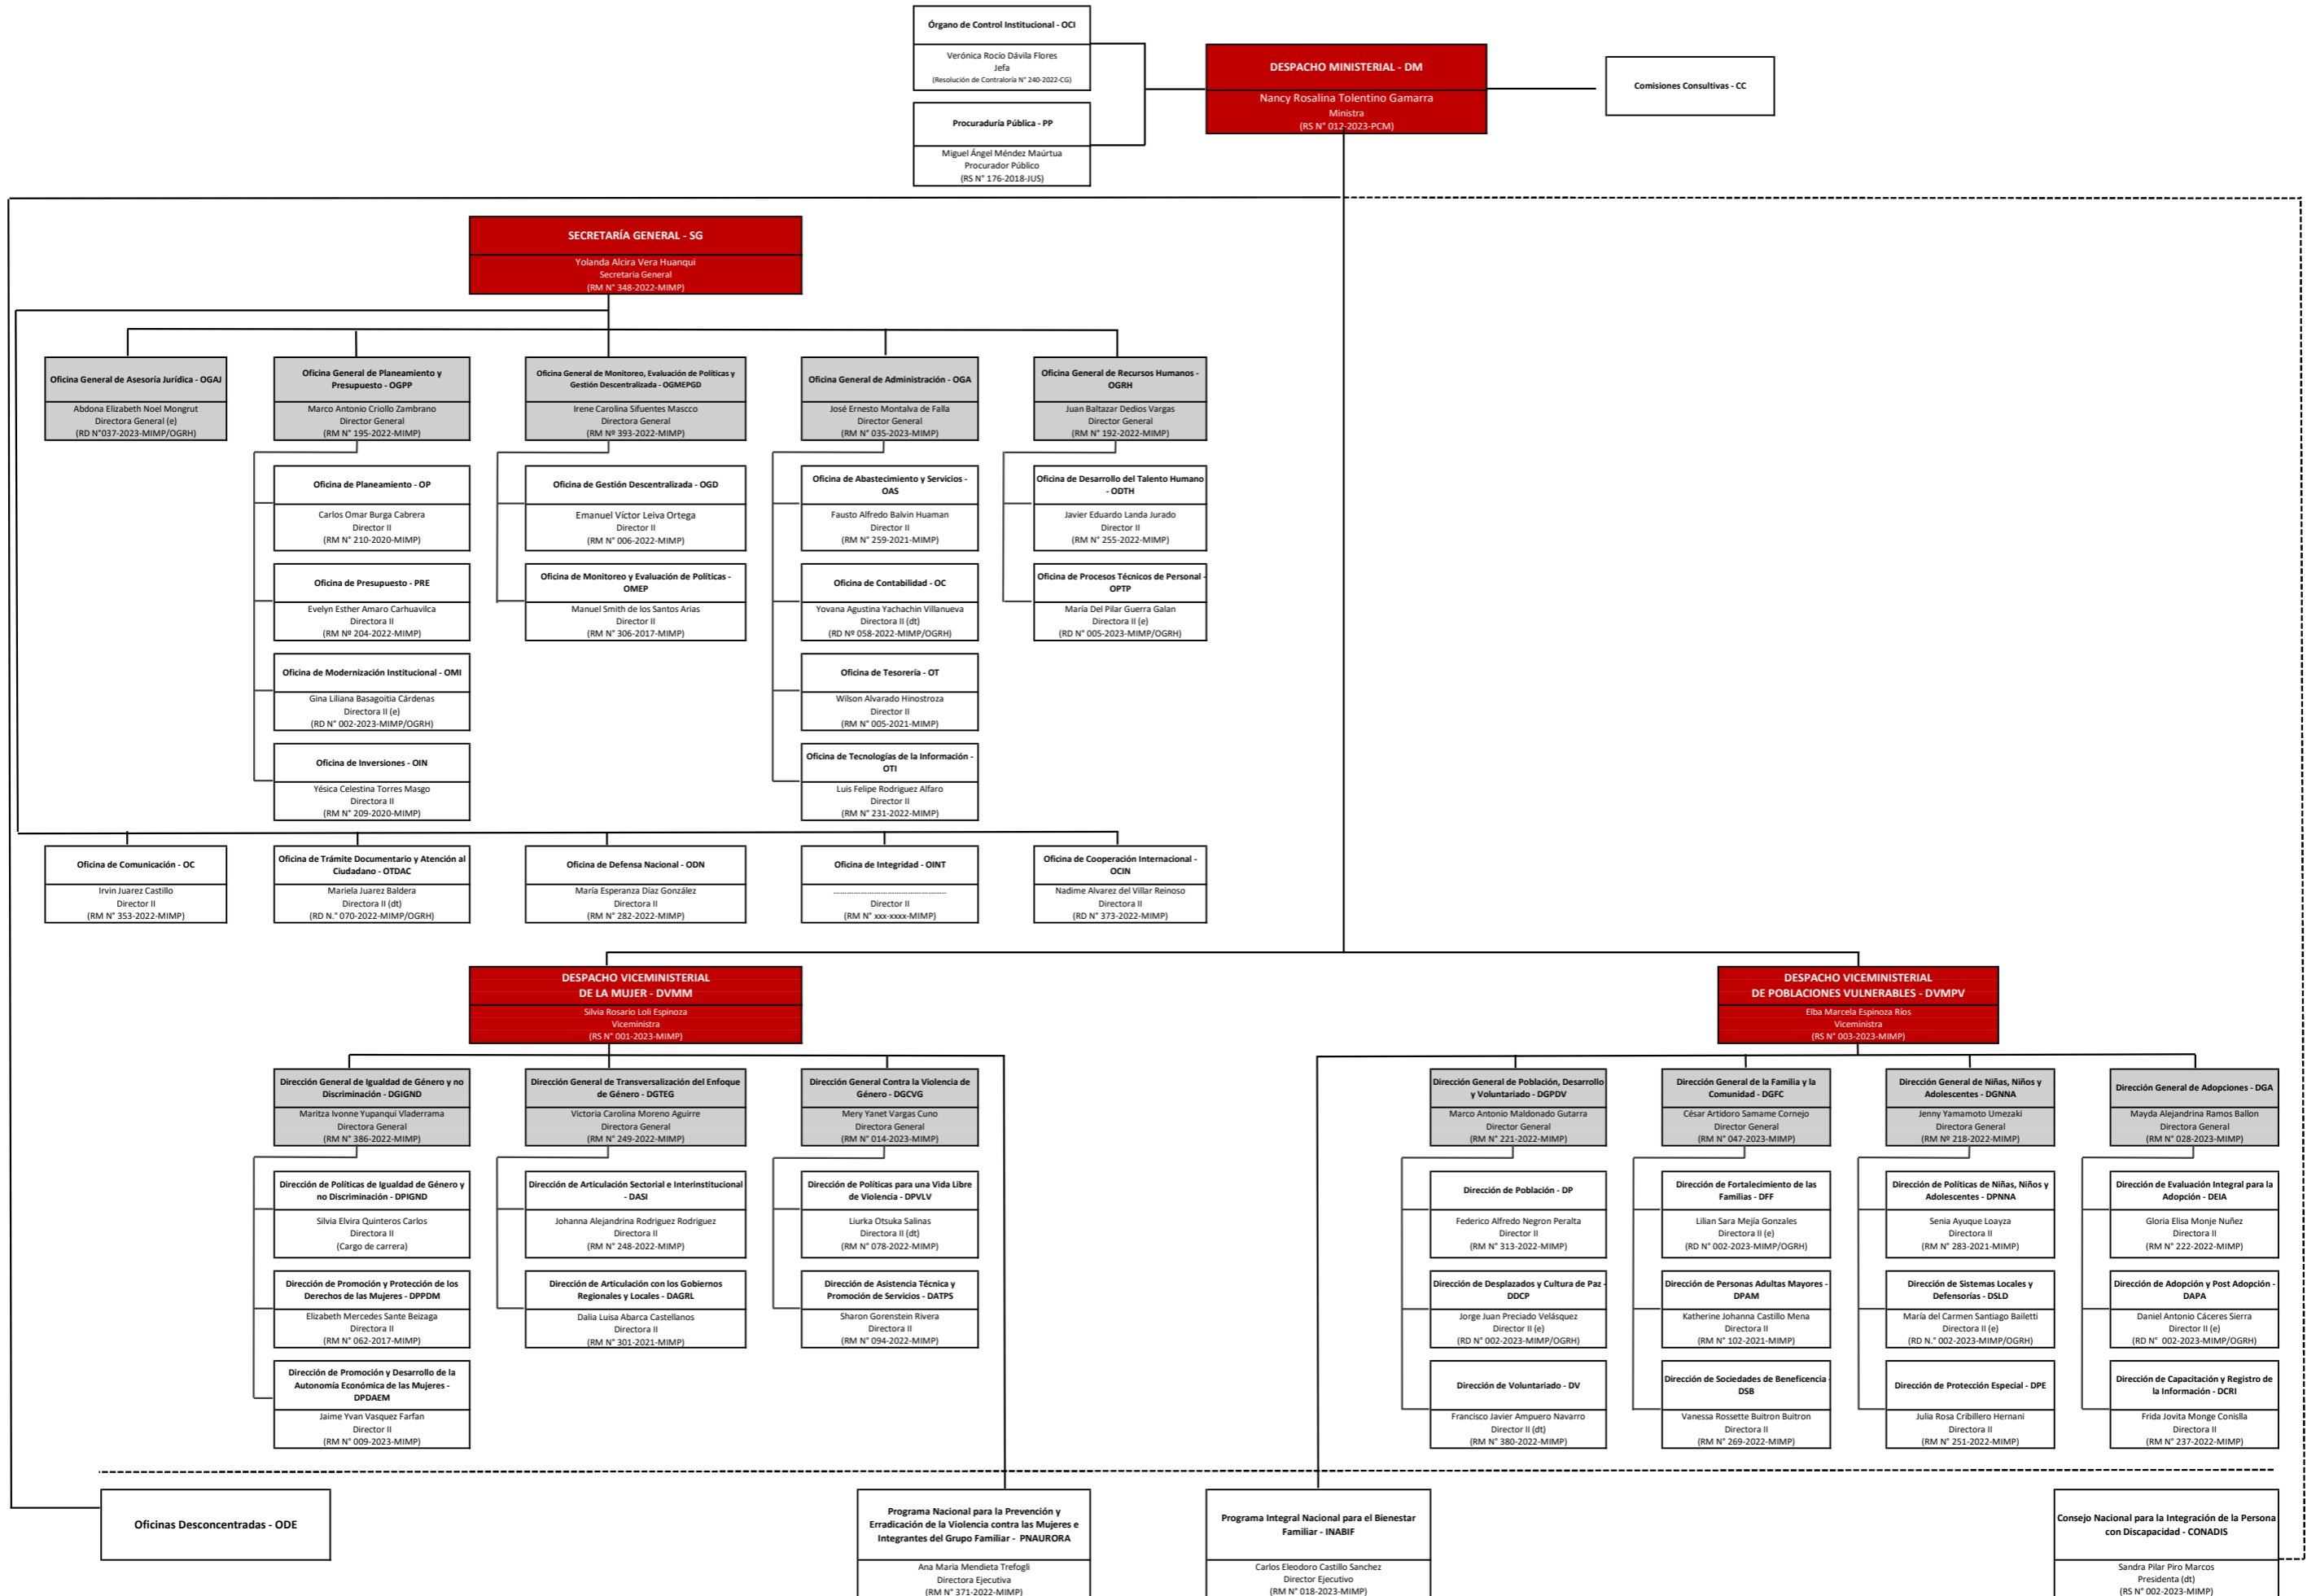 Órgano de Control Institucional - OCI
Verónica Rocío Dávila Flores
Jefa
(Resolución de Contraloría N° 240-2022-CG)
DESPACHO MINISTERIAL - DM
Nancy Rosalina Tolentino Gamarra
Ministra
(RS N° 012-2023-PCM)
Comisiones Consultivas - CC
Procuraduría Pública - PP
Miguel Ángel Méndez Maúrtua
Procurador Público
(RS N° 176-2018-JUS)
SECRETARÍA GENERAL - SG
Yolanda Alcira Vera Huanqui
Secretaria General
(RM N° 348-2022-MIMP)
Oficina General de Asesoría Jurídica - OGAJ
Abdona Elizabeth Noel Mongrut
Directora General (e)
(RD N°037-2023-MIMP/OGRH)
Oficina General de Planeamiento y
Presupuesto - OGPP
Marco Antonio Criollo Zambrano
Director General
(RM N° 195-2022-MIMP)
Oficina General de Monitoreo, Evaluación de Políticas y
Gestión Descentralizada - OGMEPGD
Irene Carolina Sifuentes Mascco
Directora General
(RM Nº 393-2022-MIMP)
Oficina General de Administración - OGA
José Ernesto Montalva de Falla
Director General
(RM N° 035-2023-MIMP)
Oficina General de Recursos Humanos -
OGRH
Juan Baltazar Dedios Vargas
Director General
(RM N° 192-2022-MIMP)
Oficina de Planeamiento - OP
Carlos Omar Burga Cabrera
Director II
(RM N° 210-2020-MIMP)
Oficina de Gestión Descentralizada - OGD
Emanuel Víctor Leiva Ortega
Director II
(RM N° 006-2022-MIMP)
Oficina de Abastecimiento y Servicios -
OAS
Fausto Alfredo Balvin Huaman
Director II
(RM N° 259-2021-MIMP)
Oficina de Desarrollo del Talento Humano
- ODTH
Javier Eduardo Landa Jurado
Director II
(RM N° 255-2022-MIMP)
Oficina de Presupuesto - PRE
Evelyn Esther Amaro Carhuavilca
Directora II
(RM Nº 204-2022-MIMP)
Oficina de Monitoreo y Evaluación de Políticas -
OMEP
Manuel Smith de los Santos Arias
Director II
(RM N° 306-2017-MIMP)
Oficina de Contabilidad - OC
Yovana Agustina Yachachin Villanueva
Directora II (dt)
(RD Nº 058-2022-MIMP/OGRH)
Oficina de Procesos Técnicos de Personal -
OPTP
María Del Pilar Guerra Galan
Directora II (e)
(RD N° 005-2023-MIMP/OGRH)
Oficina de Modernización Institucional - OMI
Gina Liliana Basagoitia Cárdenas
Directora II (e)
(RD N° 002-2023-MIMP/OGRH)
Oficina de Tesorería - OT
Wilson Alvarado Hinostroza
Director II
(RM N° 005-2021-MIMP)
Oficina de Inversiones - OIN
Yésica Celestina Torres Masgo
Directora II
(RM N° 209-2020-MIMP)
Oficina de Tecnologías de la Información -
OTI
Luis Felipe Rodriguez Alfaro
Director II
(RM N° 231-2022-MIMP)
Oficina de Comunicación - OC
Irvin Juarez Castillo
Director II
(RM N° 353-2022-MIMP)
Oficina de Trámite Documentario y Atención al
Ciudadano - OTDAC
Mariela Juarez Baldera
Directora II (dt)
(RD N.° 070-2022-MIMP/OGRH)
Oficina de Defensa Nacional - ODN
María Esperanza Díaz González
Director II
(RM N° 282-2022-MIMP)
Oficina de Integridad - OINT
................................................
Director II
(RM N° xxx-xxxx-MIMP)
Oficina de Cooperación Internacional -
OCIN
Nadime Alvarez del Villar Reinoso
Directora II
(RD N° 373-2022-MIMP)
DESPACHO VICEMINISTERIAL
DE LA MUJER - DVMM
Silvia Rosario Loli Espinoza
Viceministra
(RS N° 001-2023-MIMP)
DESPACHO VICEMINISTERIAL
DE POBLACIONES VULNERABLES - DVMPV
Elba Marcela Espinoza Ríos
Viceministra
(RS N° 003-2023-MIMP)
Dirección General de Igualdad de Género y no
Discriminación - DGIGND
Maritza Ivonne Yupanqui Vladerrama
Directora General
(RM N° 386-2022-MIMP)
Dirección General de Transversalización del Enfoque
de Género - DGTEG
Victoria Carolina Moreno Aguirre
Directora General
(RM N° 249-2022-MIMP)
Dirección General Contra la Violencia de
Género - DGCVG
Mery Yanet Vargas Cuno
Directora General
(RM N° 014-2023-MIMP)
Dirección General de Población, Desarrollo
y Voluntariado - DGPDV
Marco Antonio Maldonado Gutarra
Director General
(RM N° 221-2022-MIMP)
Dirección General de la Familia y la
Comunidad - DGFC
César Artidoro Samame Cornejo
Director General
(RM N° 047-2023-MIMP)
Dirección General de Niñas, Niños y
Adolescentes - DGNNA
Jenny Yamamoto Umezaki
Directora General
(RM Nº 218-2022-MIMP)
Dirección General de Adopciones - DGA
Mayda Alejandrina Ramos Ballon
Directora General
(RM N° 028-2023-MIMP)
Dirección de Políticas de Igualdad de Género y
no Discriminación - DPIGND
Silvia Elvira Quinteros Carlos
Directora II
(Cargo de carrera)
Dirección de Articulación Sectorial e Interinstitucional
- DASI
Johanna Alejandrina Rodriguez Rodriguez
Directora II
(RM N° 248-2022-MIMP)
Dirección de Políticas para una Vida Libre
de Violencia - DPVLV
Liurka Otsuka Salinas
Directora II (dt)
(RM N° 078-2022-MIMP)
Dirección de Población - DP
Federico Alfredo Negron Peralta
Director II
(RM N° 313-2022-MIMP)
Dirección de Fortalecimiento de las
Familias - DFF
Lilian Sara Mejía Gonzales
Directora II (e)
(RD N° 002-2023-MIMP/OGRH)
Dirección de Políticas de Niñas, Niños y
Adolescentes - DPNNA
Senia Ayuque Loayza
Directora II
(RM N° 283-2021-MIMP)
Dirección de Evaluación Integral para la
Adopción - DEIA
Gloria Elisa Monje Nuñez
Directora II
(RM N° 222-2022-MIMP)
Dirección de Promoción y Protección de los
Derechos de las Mujeres - DPPDM
Elizabeth Mercedes Sante Beizaga
Directora II
(RM N° 062-2017-MIMP)
Dirección de Articulación con los Gobiernos
Regionales y Locales - DAGRL
Dalia Luisa Abarca Castellanos
Directora II
(RM N° 301-2021-MIMP)
Dirección de Asistencia Técnica y
Promoción de Servicios - DATPS
Sharon Gorenstein Rivera
Directora II
(RM N° 094-2022-MIMP)
Dirección de Desplazados y Cultura de Paz -
DDCP
Jorge Juan Preciado Velásquez
Director II (e)
(RD N° 002-2023-MIMP/OGRH)
Dirección de Personas Adultas Mayores -
DPAM
Katherine Johanna Castillo Mena
Directora II
(RM N° 102-2021-MIMP)
Dirección de Sistemas Locales y
Defensorías - DSLD
María del Carmen Santiago Bailetti
Directora II (e)
(RD N.° 002-2023-MIMP/OGRH)
Dirección de Adopción y Post Adopción -
DAPA
Daniel Antonio Cáceres Sierra
Director II (e)
(RD N° 002-2023-MIMP/OGRH)
Dirección de Promoción y Desarrollo de la
Autonomía Económica de las Mujeres -
DPDAEM
Jaime Yvan Vasquez Farfan
Director II
(RM N° 009-2023-MIMP)
Dirección de Voluntariado - DV
Francisco Javier Ampuero Navarro
Director II (dt)
(RM N° 380-2022-MIMP)
Dirección de Sociedades de Beneficencia -
DSB
Vanessa Rossette Buitron Buitron
Directora II
(RM N° 269-2022-MIMP)
Dirección de Protección Especial - DPE
Julia Rosa Cribillero Hernani
Directora II
(RM N° 251-2022-MIMP)
Dirección de Capacitación y Registro de
la Información - DCRI
Frida Jovita Monge Conislla
Directora II
(RM N° 237-2022-MIMP)
Oficinas Desconcentradas - ODE
Programa Nacional para la Prevención y
Erradicación de la Violencia contra las Mujeres e
Integrantes del Grupo Familiar - PNAURORA
Ana Maria Mendieta Trefogli
Directora Ejecutiva
(RM N° 371-2022-MIMP)
Programa Integral Nacional para el Bienestar
Familiar - INABIF
Carlos Eleodoro Castillo Sanchez
Director Ejecutivo
(RM N° 018-2023-MIMP)
Consejo Nacional para la Integración de la Persona
con Discapacidad - CONADIS
Sandra Pilar Piro Marcos
Presidenta (dt)
(RS N° 002-2023-MIMP)